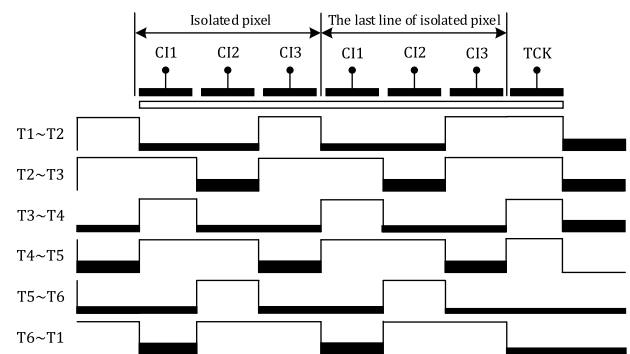 Isolated pixel The last line of isolated pixel
CI1 CI2 CI3 CI1 CI2 CI3 TCK
T1~T2
T2~T3
T3~T4
T4~T5
T5~T6
T6~T1